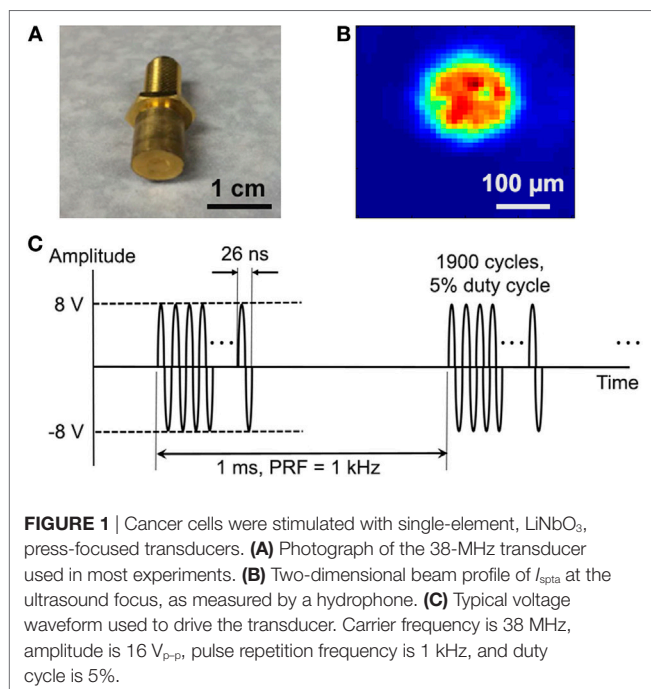 A
1 cm
B
100 µm
C
Amplitude
26 ns
1900 cycles,
5% duty cycle
8 V
...
...
...
Time
-8 V
1 ms, PRF = 1 kHz
FIGURE 1 | Cancer cells were stimulated with single-element, LiNbO₃,
press-focused transducers. (A) Photograph of the 38-MHz transducer
used in most experiments. (B) Two-dimensional beam profile of Ispta at the
ultrasound focus, as measured by a hydrophone. (C) Typical voltage
waveform used to drive the transducer. Carrier frequency is 38 MHz,
amplitude is 16 Vp–p, pulse repetition frequency is 1 kHz, and duty
cycle is 5%.